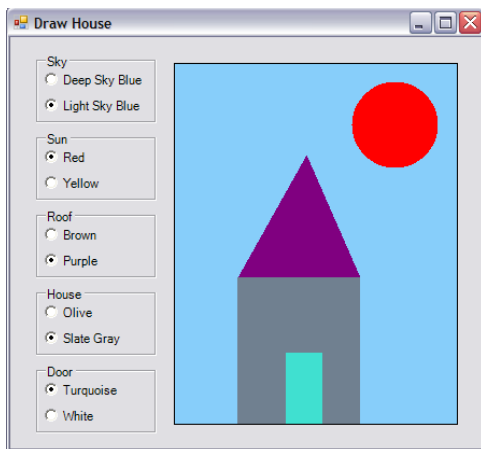 Draw House
Sky
Deep Sky Blue
Light Sky Blue
Sun
Red
Yellow
Roof
Brown
Purple
House
Olive
Slate Gray
Door
Turquoise
White